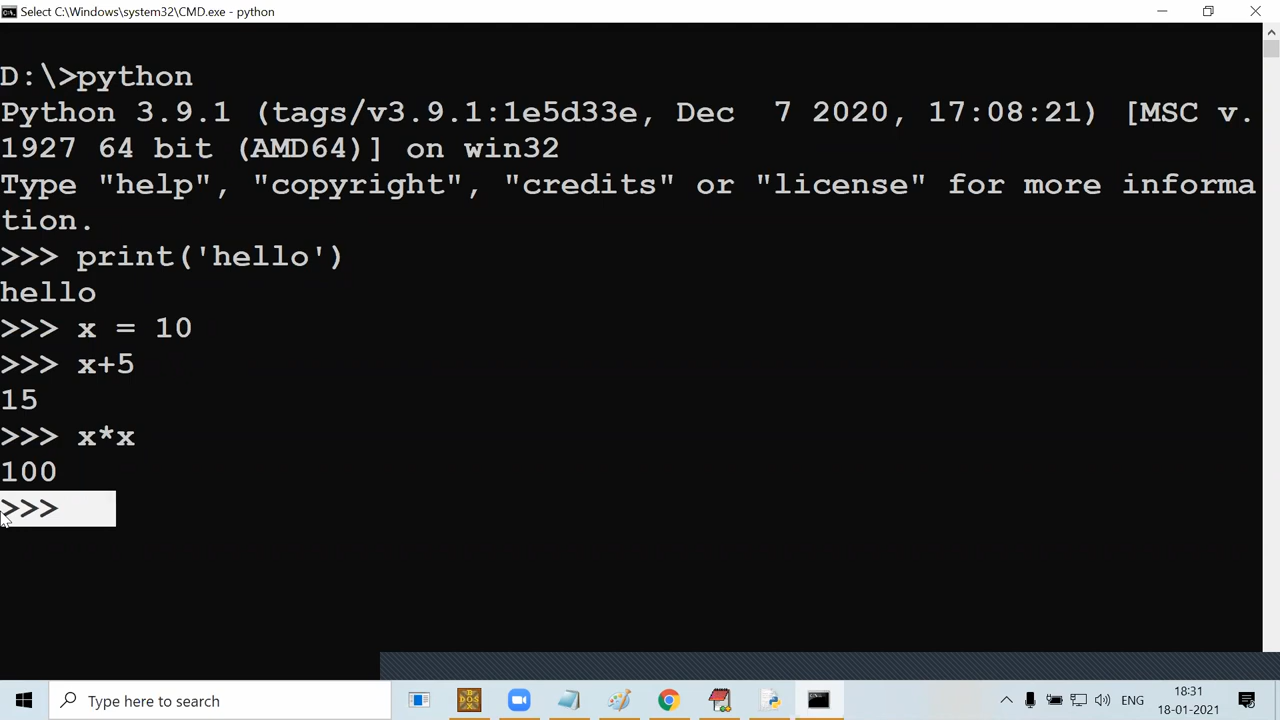 Select C:\Windows\system32\CMD.exe - python
D:\>python
Python 3.9.1 (tags/v3.9.1:1e5d33e, Dec  7 2020, 17:08:21) [MSC v.
1927 64 bit (AMD64)] on win32
Type "help", "copyright", "credits" or "license" for more informa
tion.
>>> print('hello')
hello
>>> x = 10
>>> x+5
15
>>> x*x
100
>>>
Type here to search
ENG
18:31
18-01-2021